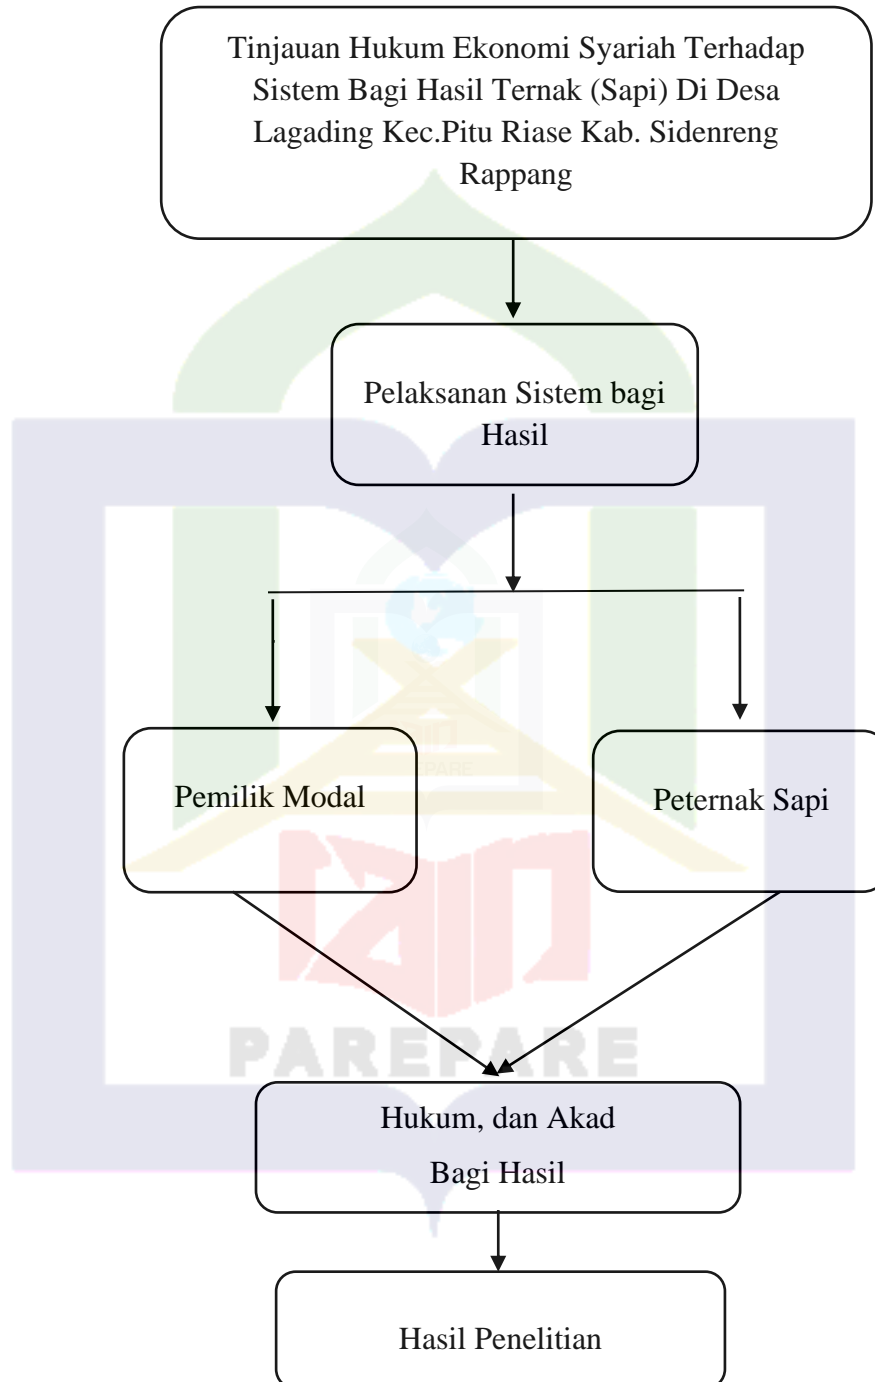 Tinjauan Hukum Ekonomi Syariah Terhadap
Sistem Bagi Hasil Ternak (Sapi) Di Desa
Lagading Kec.Pitu Riase Kab. Sidenreng
Rappang
Pelaksanan Sistem bagi
Hasil
Pemilik Modal
Peternak Sapi
PAREPARE
Hukum, dan Akad
Bagi Hasil
Hasil Penelitian